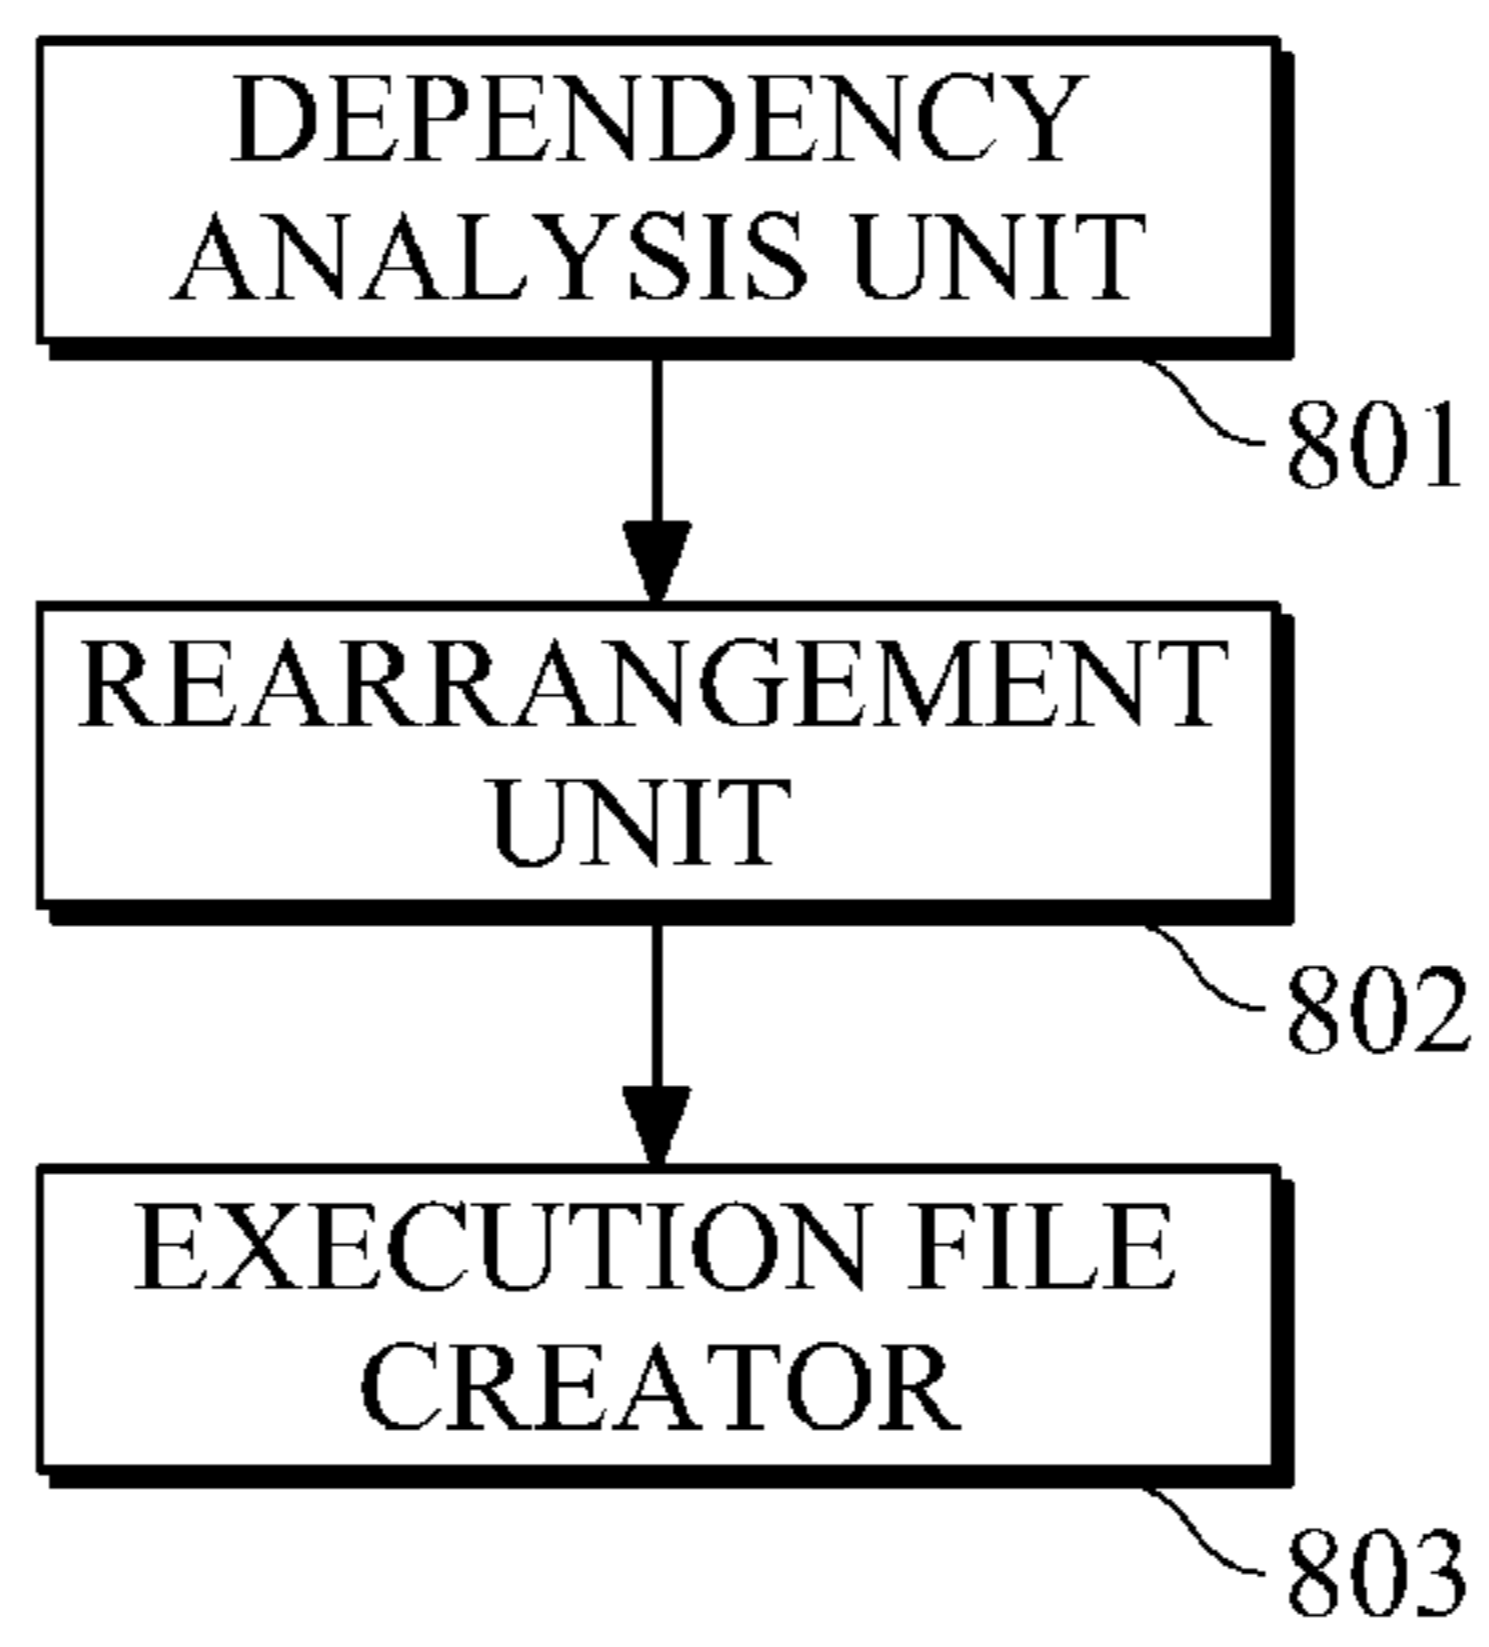 DEPENDENCY
ANALYSIS UNIT
801
REARRANGEMENT
UNIT
802
EXECUTION FILE
CREATOR
803